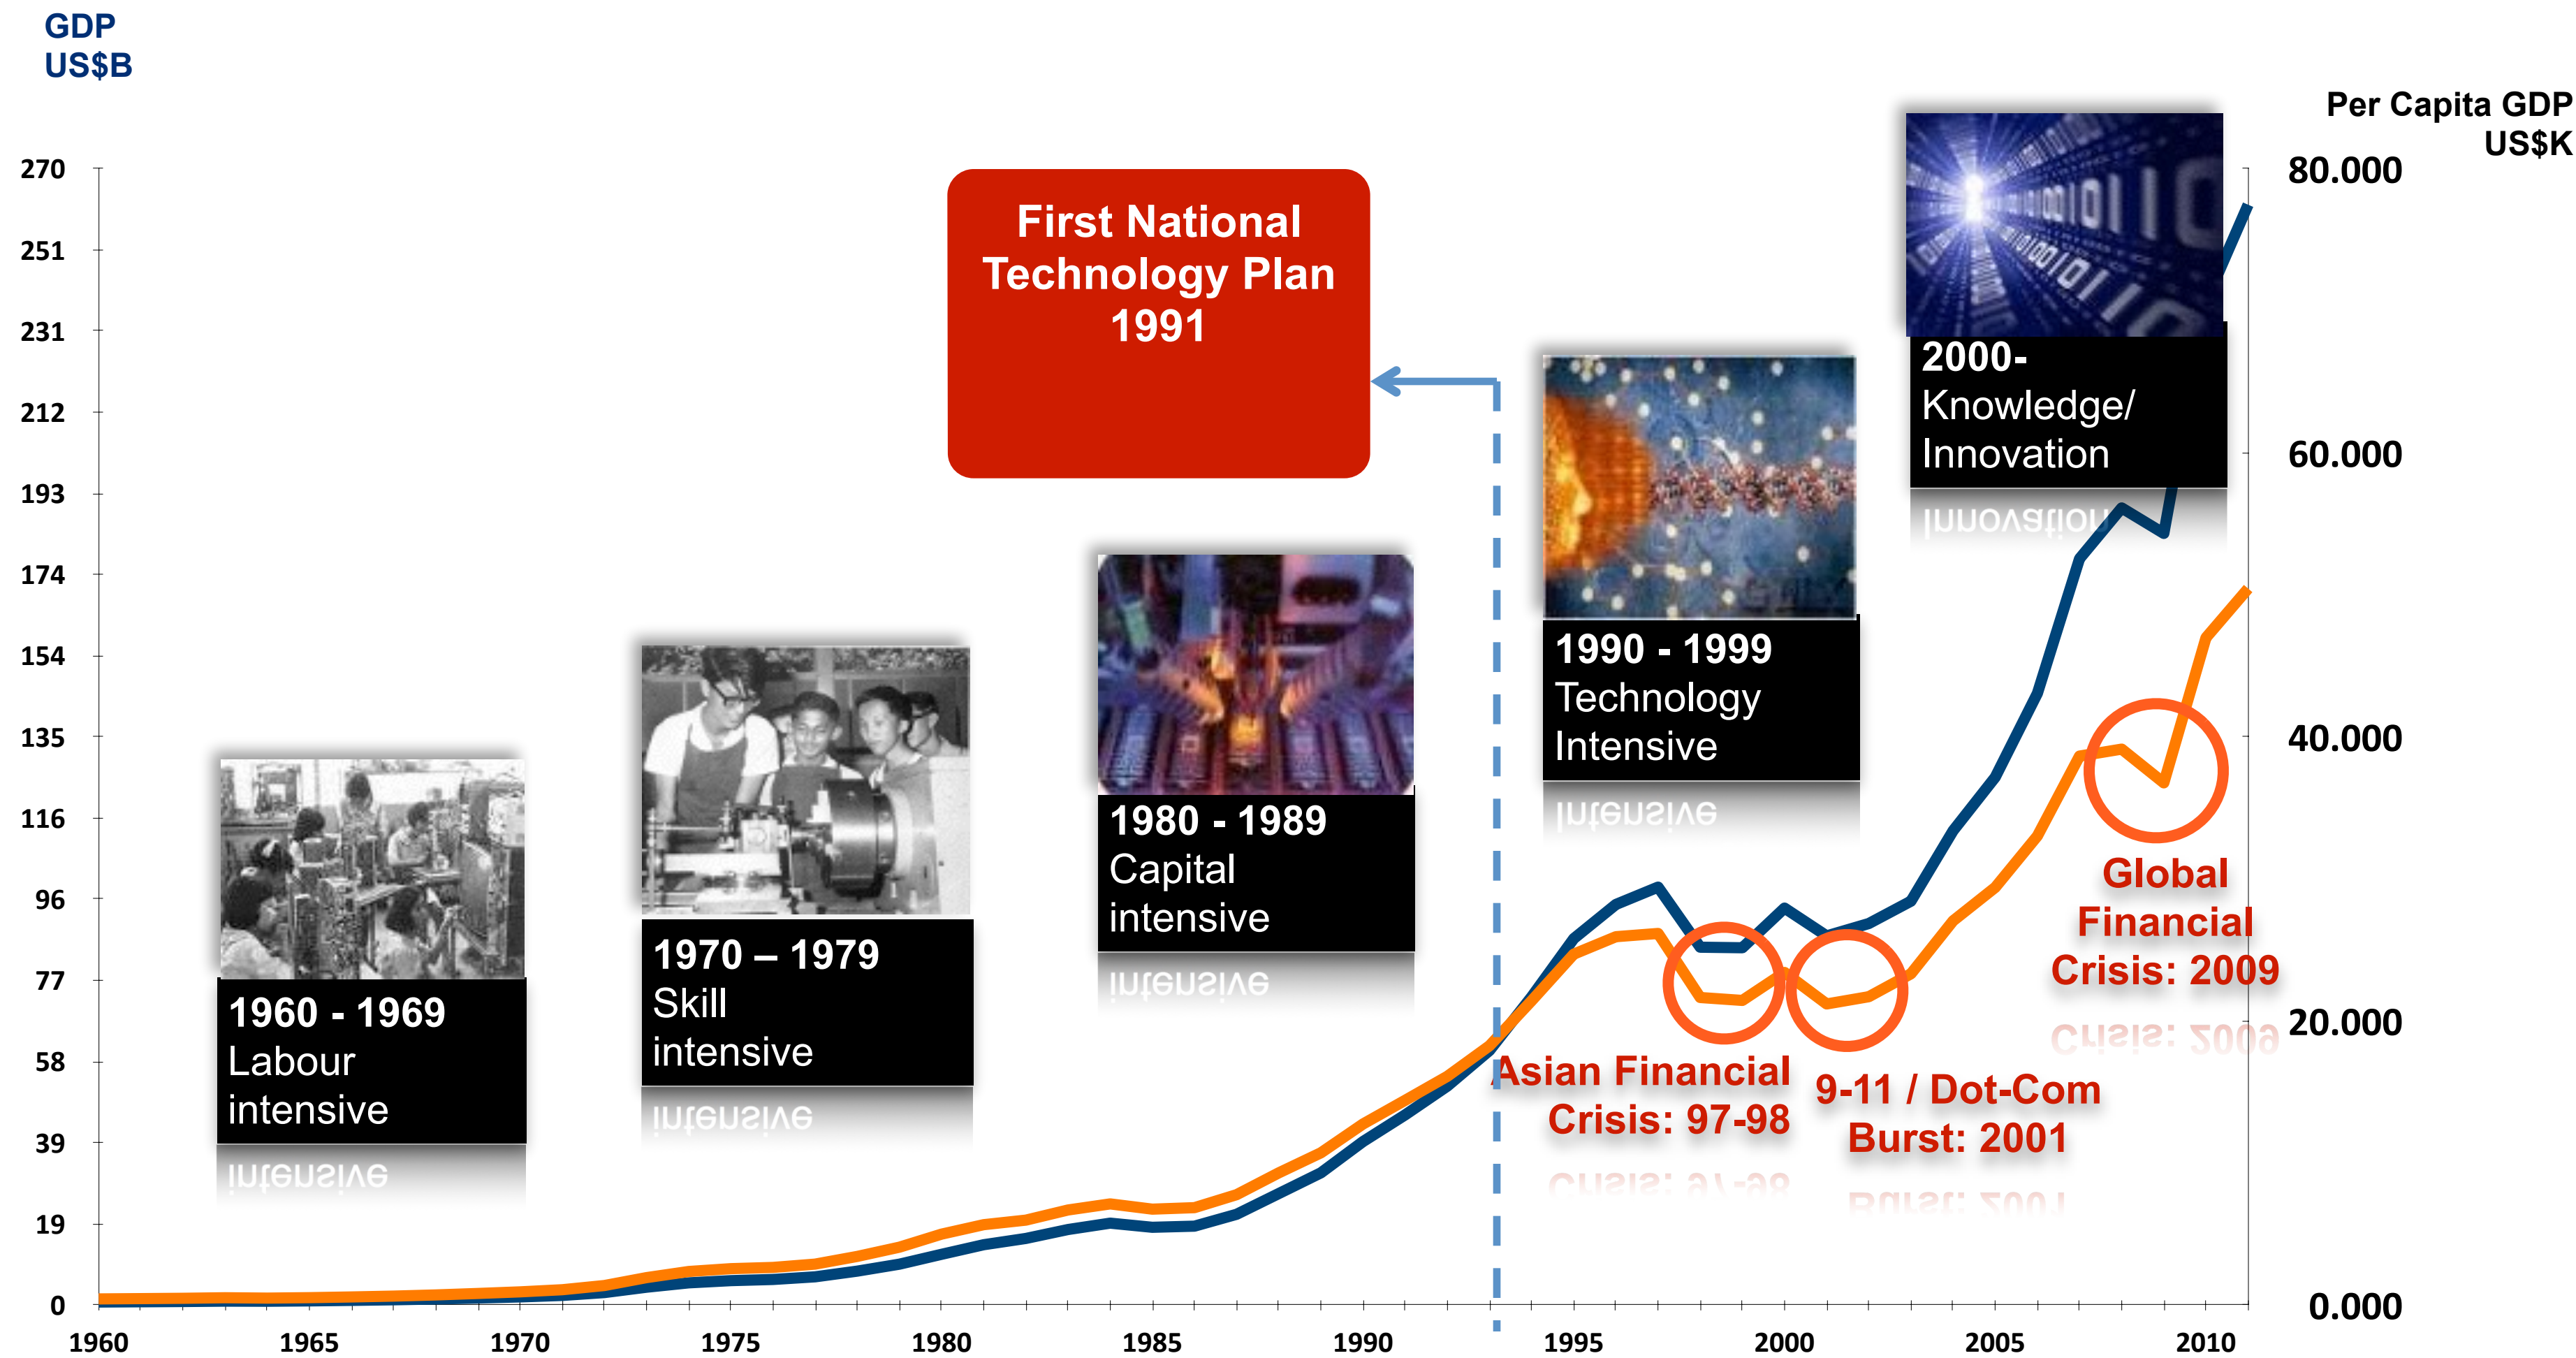 GDP
US$B
Per Capita GDP
US$K
270
251
231
212
193
174
154
135
116
96
77
58
39
19
0
80.000
60.000
40.000
20.000
0.000
First National
Technology Plan
1991
2000-
Knowledge/
Innovation
1990 - 1999
Technology
Intensive
1980 - 1989
Capital
intensive
1970 – 1979
Skill
intensive
1960 - 1969
Labour
intensive
Global
Financial
Crisis: 2009
Asian Financial
Crisis: 97-98
9-11 / Dot-Com
Burst: 2001
1960
1965
1970
1975
1980
1985
1990
1995
2000
2005
2010